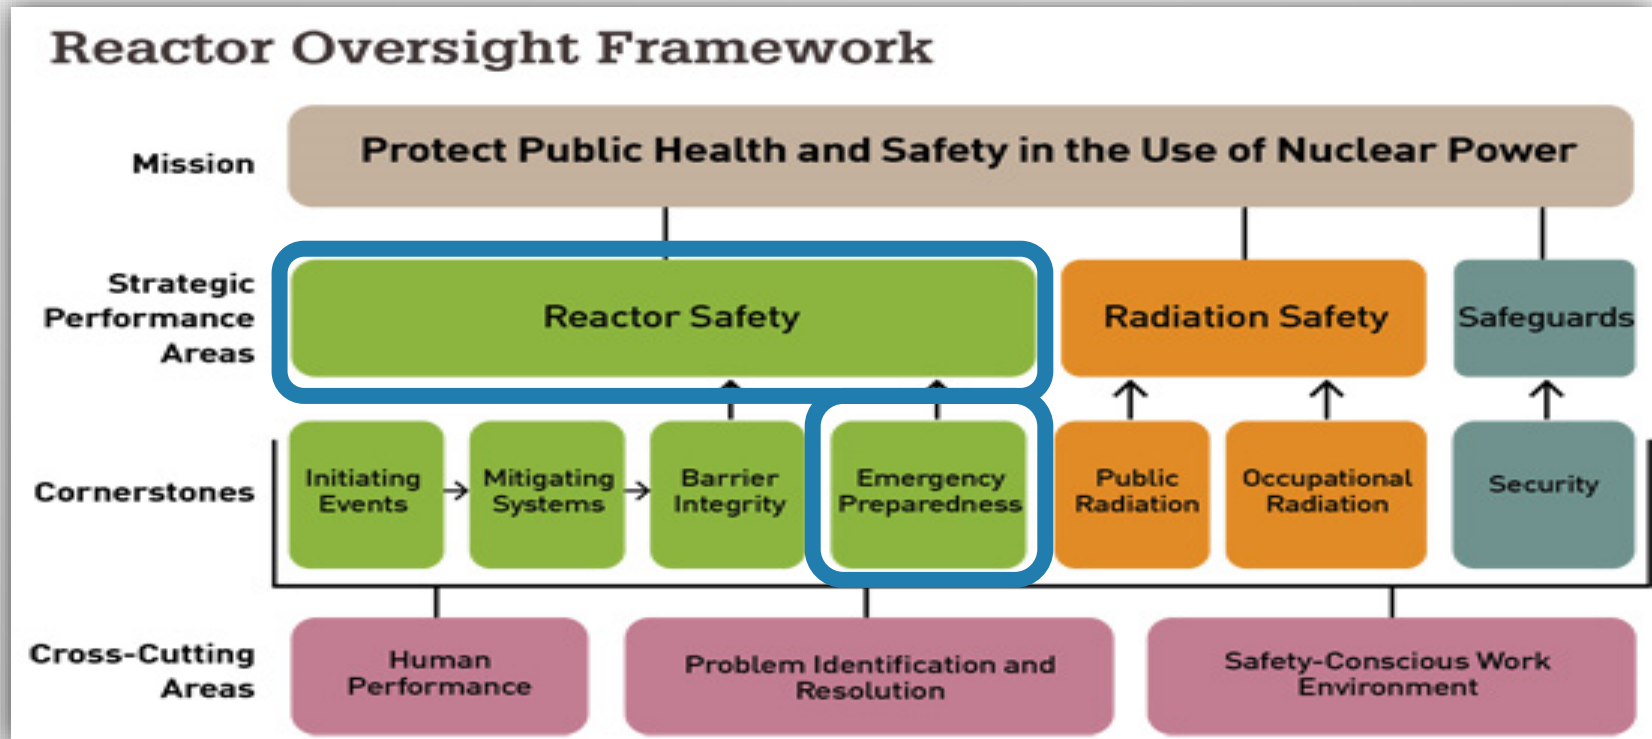 Reactor Oversight Framework
Mission
Protect Public Health and Safety in the Use of Nuclear Power
Strategic
Performance
Areas
Reactor Safety
Radiation Safety
Safeguards
Cornerstones
Initiating
Events
Mitigating
Systems
Barrier
Integrity
Emergency
Preparedness
Public
Radiation
Occupational
Radiation
Security
Cross-Cutting
Areas
Human
Performance
Problem Identification and
Resolution
Safety-Conscious Work
Environment